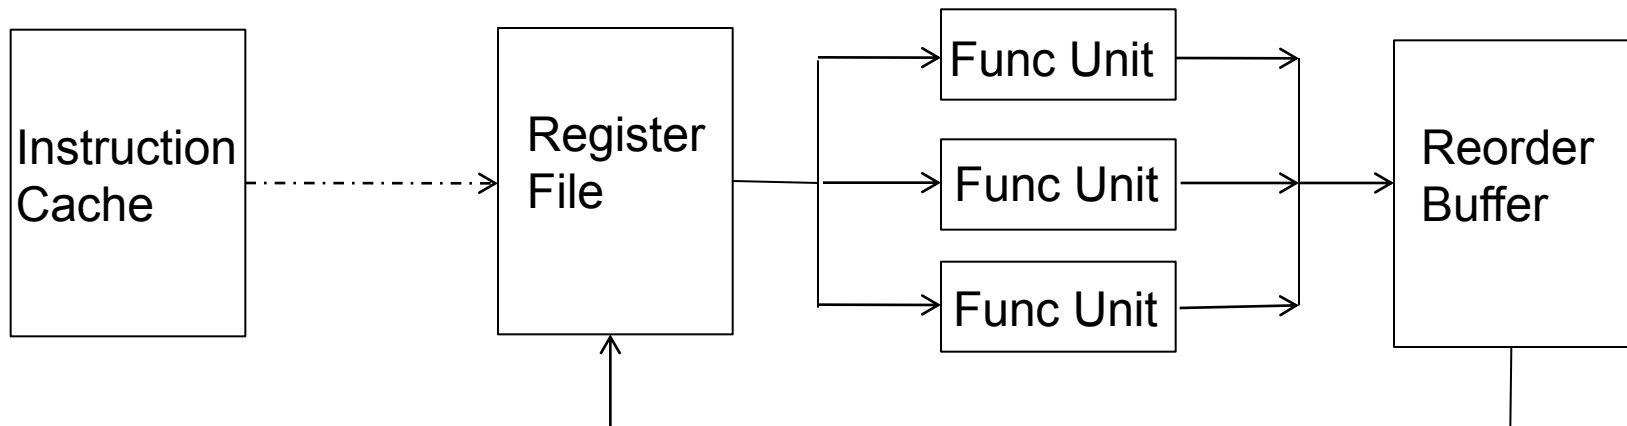 Instruction
Cache
Register
File
Func Unit
Func Unit
Func Unit
Reorder
Buffer